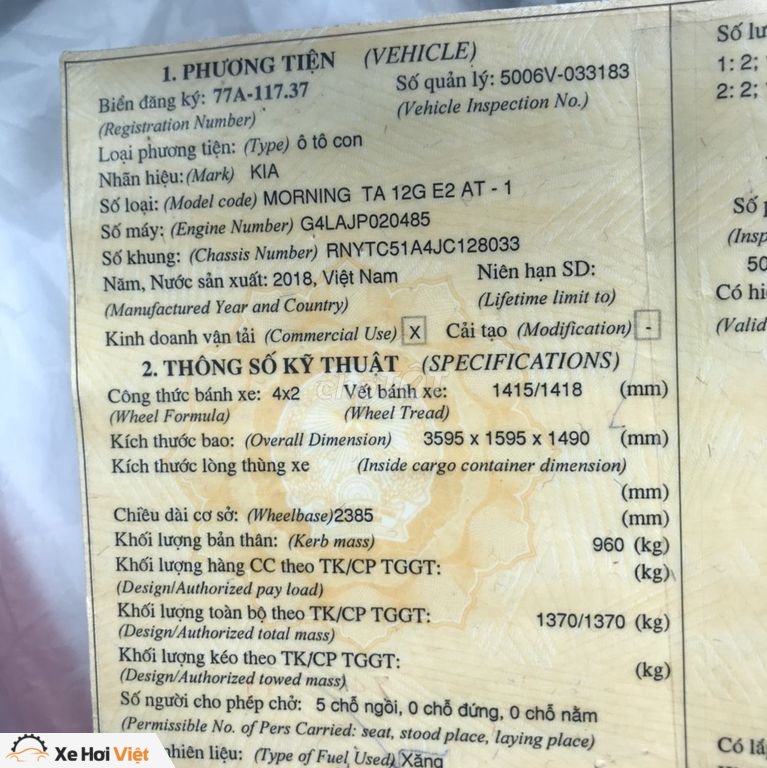 1. PHƯƠNG TIỆN (VEHICLE)
Biển đăng ký: 77A-117.37 Số quản lý: 5006V-033183
(Registration Number) (Vehicle Inspection No.)
Loại phương tiện: (Type) ô tô con
Nhãn hiệu: (Mark) KIA
Số loại: (Model code) MORNING TA 12G E2 AT - 1
Số máy: (Engine Number) G4LAJP020485
Số khung: (Chassis Number) RNYTC51A4JC128033
Năm, Nước sản xuất: 2018, Việt Nam Niên hạn SD:
(Manufactured Year and Country) (Lifetime limit to)
Kinh doanh vận tải (Commercial Use) X Cải tạo (Modification) -
2. THÔNG SỐ KỸ THUẬT (SPECIFICATIONS)
Công thức bánh xe: 4x2 Vết bánh xe: 1415/1418 (mm)
(Wheel Formula) (Wheel Tread)
Kích thước bao: (Overall Dimension) 3595 x 1595 x 1490 (mm)
Kích thước lòng thùng xe (Inside cargo container dimension)
(mm)
Chiều dài cơ sở: (Wheelbase) 2385 (mm)
Khối lượng bản thân: (Kerb mass) 960 (kg)
Khối lượng hàng CC theo TK/CP TGGT: (kg)
(Design/Authorized pay load)
Khối lượng toàn bộ theo TK/CP TGGT: 1370/1370 (kg)
(Design/Authorized total mass)
Khối lượng kéo theo TK/CP TGGT: (kg)
(Design/Authorized towed mass)
Số người cho phép chở: 5 chỗ ngồi, 0 chỗ đứng, 0 chỗ nằm
(Permissible No. of Pers Carried: seat, stood place, laying place)
nhiên liệu: (Type of Fuel Used) Xăng
Số lư
1: 2;
2: 2;
Số p
(Insp
50
Có hi
(Valid
Có lắ
Xe Hơi Việt